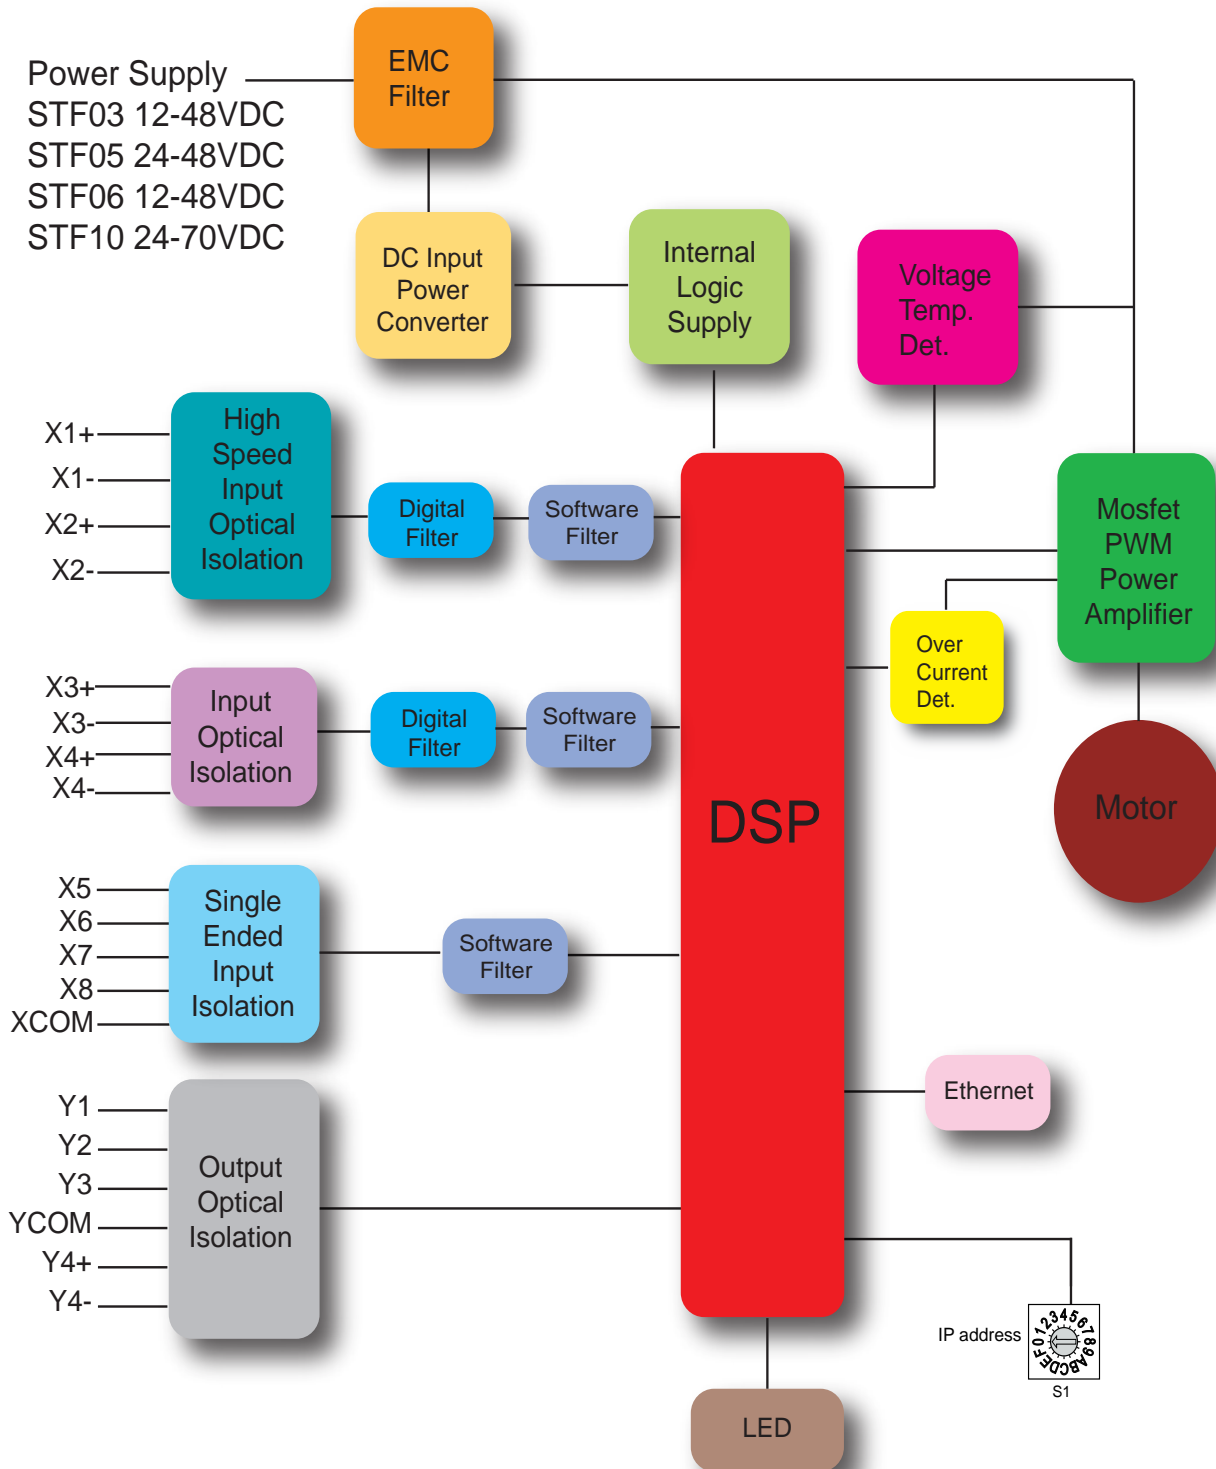 Power Supply
STF03 12-48VDC
STF05 24-48VDC
STF06 12-48VDC
STF10 24-70VDC
EMC
Filter
DC Input
Power
Converter
Internal
Logic
Supply
Voltage
Temp.
Det.
X1+
X1-
X2+
X2-
High
Speed
Input
Optical
Isolation
Digital
Filter
Software
Filter
Mosfet
PWM
Power
Amplifier
Over
Current
Det.
X3+
X3-
X4+
X4-
Input
Optical
Isolation
Digital
Filter
Software
Filter
DSP
Motor
X5
X6
X7
X8
XCOM
Single
Ended
Input
Isolation
Software
Filter
Ethernet
Y1
Y2
Y3
YCOM
Y4+
Y4-
Output
Optical
Isolation
IP address
0123456789ABCDEF
S1
LED